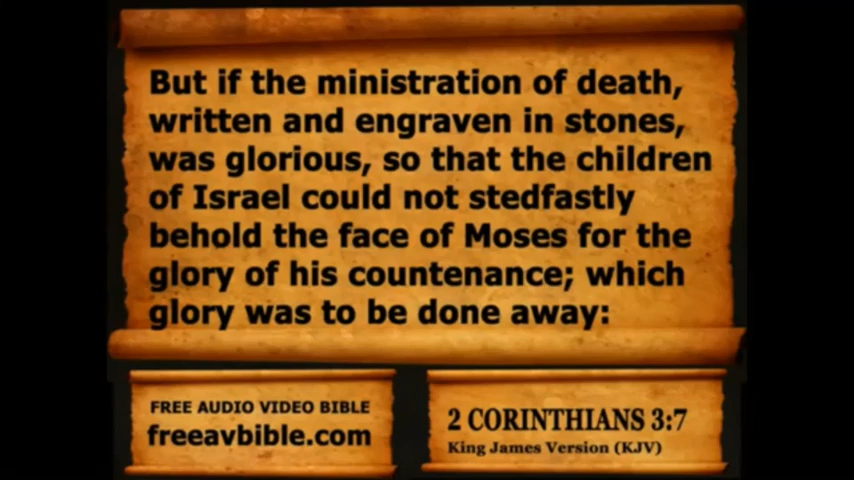 But if the ministration of death,
written and engraven in stones,
was glorious, so that the children
of Israel could not stedfastly
behold the face of Moses for the
glory of his countenance; which
glory was to be done away:
FREE AUDIO VIDEO BIBLE
freeavbible.com
2 CORINTHIANS 3:7
King James Version (KJV)